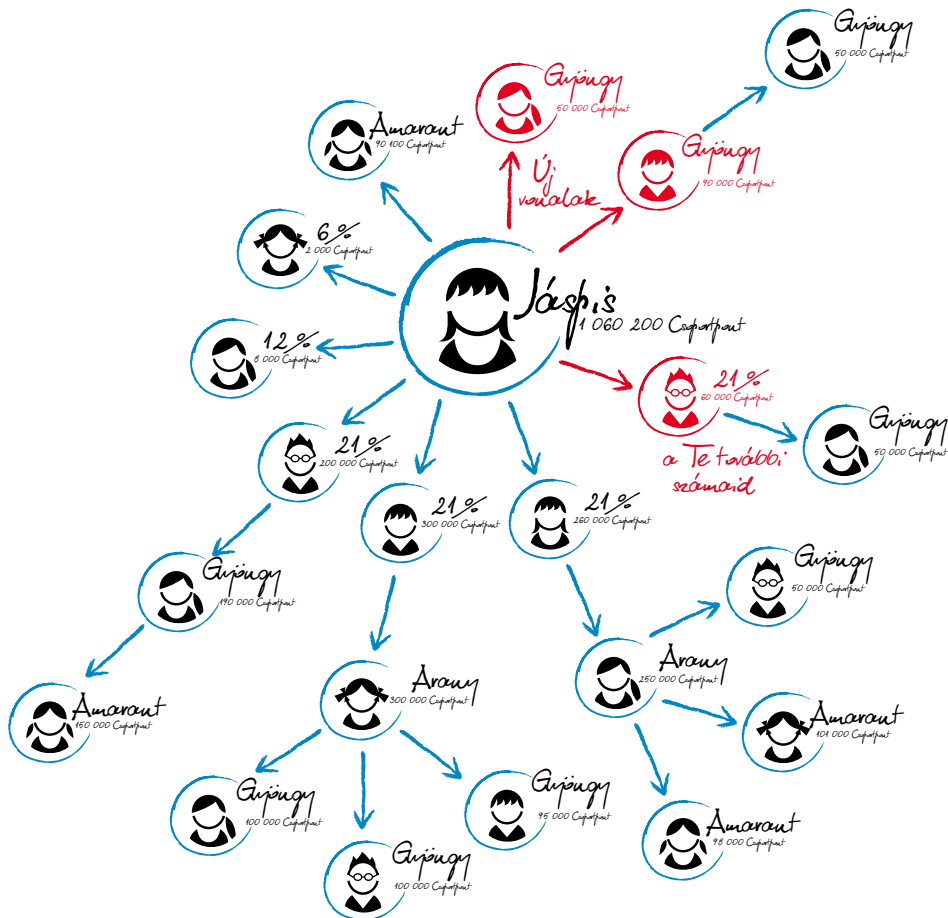 Gyöngy
50 000 Csoportpont
Gyöngy
50 000 Csoportpont
Amarant
90 100 Csoportpont
Gyöngy
90 000 Csoportpont
Új
vonalak
6%
2 000 Csoportpont
Jáspis
1 060 200 Csoportpont
12%
8 000 Csoportpont
21%
60 000 Csoportpont
Gyöngy
50 000 Csoportpont
a Te további
számaid
21%
200 000 Csoportpont
21%
300 000 Csoportpont
21%
260 000 Csoportpont
Gyöngy
190 000 Csoportpont
Gyöngy
50 000 Csoportpont
Amarant
150 000 Csoportpont
Arany
300 000 Csoportpont
Arany
250 000 Csoportpont
Amarant
101 000 Csoportpont
Gyöngy
100 000 Csoportpont
Gyöngy
95 000 Csoportpont
Amarant
98 000 Csoportpont
Gyöngy
100 000 Csoportpont